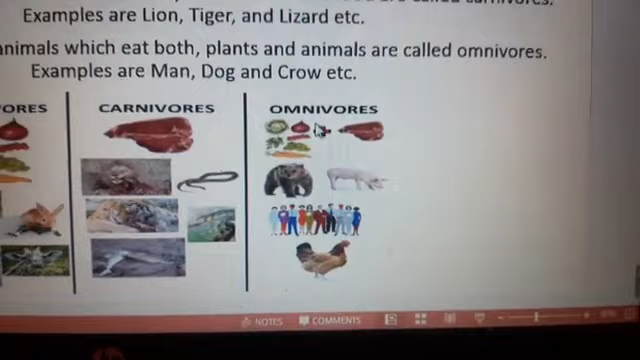 Examples are Lion, Tiger, and Lizard etc.
animals which eat both, plants and animals are called omnivores.
Examples are Man, Dog and Crow etc.
ORES
CARNIVORES
OMNIVORES
NOTES
COMMENTS